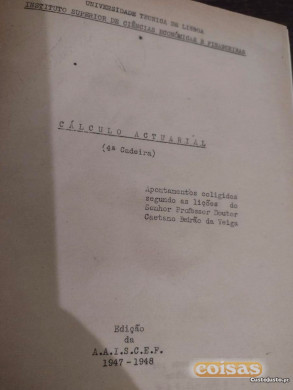 UNIVERSIDADE TECNICA DE LISBOA
INSTITUTO SUPERIOR DE CIÊNCIAS ECONÓMICAS E FINANCEIRAS
CÁLCULO ACTUARIAL
(4ª Cadeira)
Apontamentos coligidos
segundo as lições do
Senhor Professor Doutor
Caetano Beirão da Veiga
Edição
da
A.A.I.S.C.E.F.
1947-1948
coisas